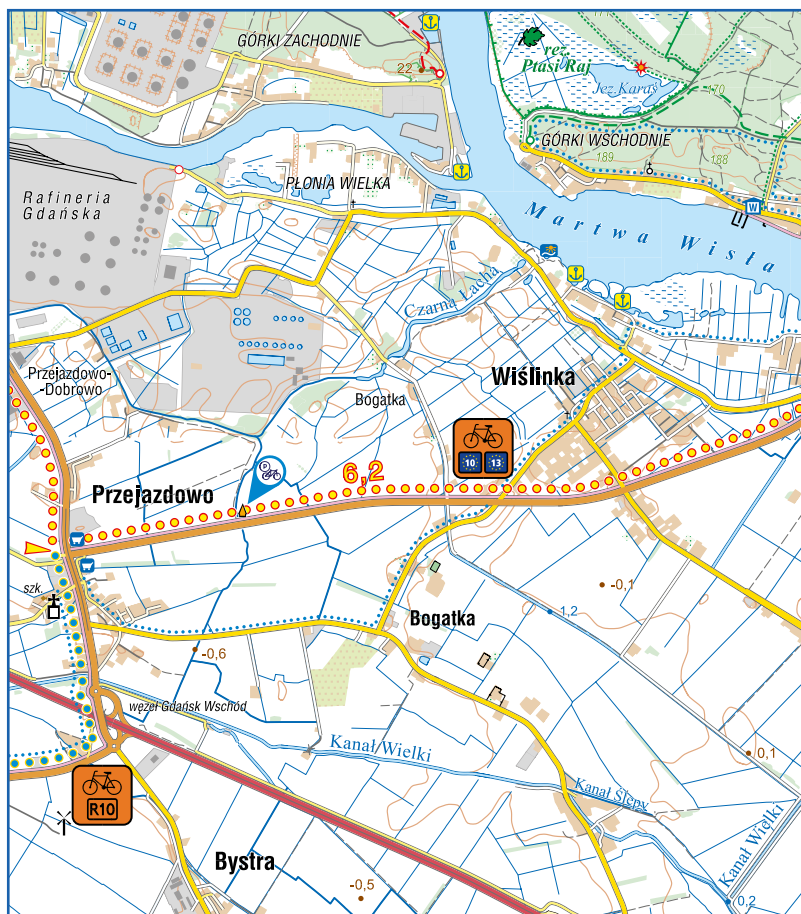 171
GÓRKI ZACHODNIE
22
rez.
Ptasi Raj
Jez.Karaś
170
GÓRKI WSCHODNIE
189
188
PŁONIA WIELKA
Rafineria
Gdańska
W
Martwa Wisła
Czarna Łacha
Przejazdowo-
-Dobrowo
Bogatka
Wiślinka
10 13
P
6,2
Przejazdowo
szk.
-0,1
1,2
Bogatka
-0,6
węzeł Gdańsk Wschód
Kanał Wielki
0,1
Kanał Ślepy
R10
Kanał Wielki
Bystra
-0,5
0,2